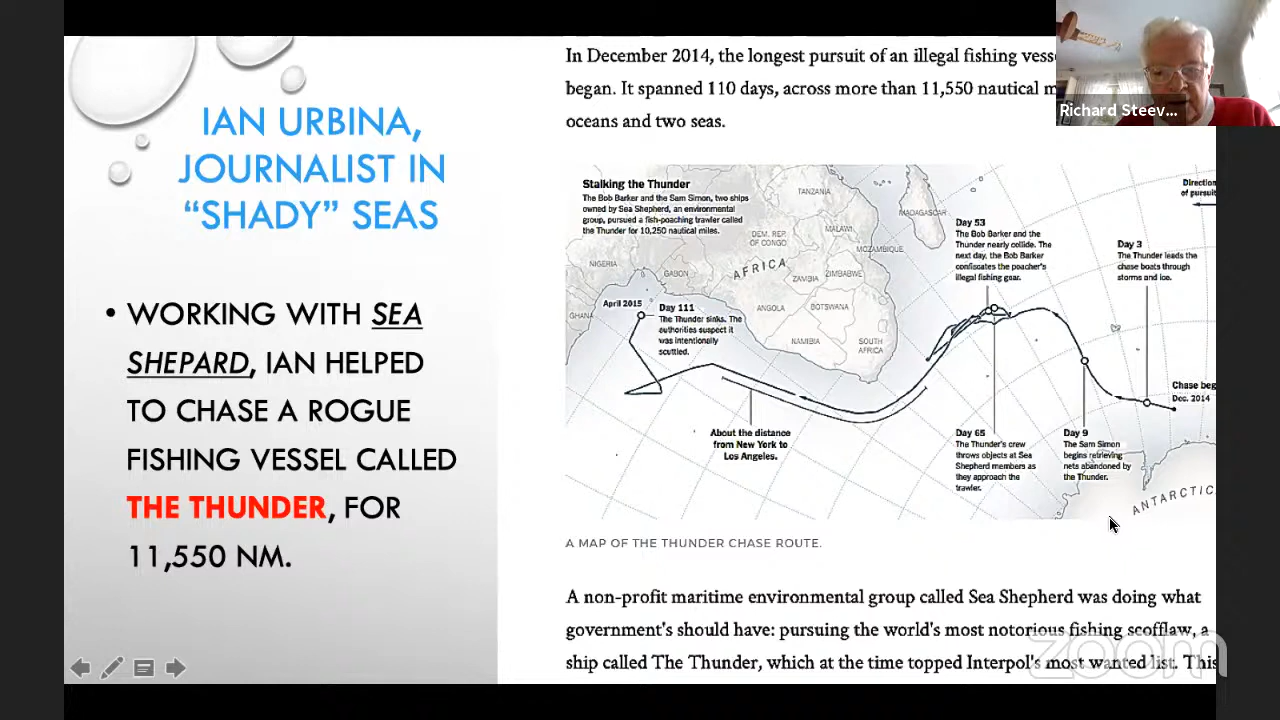 IAN URBINA,
JOURNALIST IN
“SHADY” SEAS
• WORKING WITH SEA
SHEPARD, IAN HELPED
TO CHASE A ROGUE
FISHING VESSEL CALLED
THE THUNDER, FOR
11,550 NM.
In December 2014, the longest pursuit of an illegal fishing vess
began. It spanned 110 days, across more than 11,550 nautical m
oceans and two seas.
Richard Steev...
Stalking the Thunder
The Bob Barker and the Sam Simon, two ships
owned by Sea Shepherd, an environmental
group, pursued a fish-poaching trawler called
the Thunder for 10,250 nautical miles.
TANZANIA
MADAGASCAR
DEM. REP.
OF CONGO
MALAWI
MOZAMBIQUE
NIGERIA
GABON
AFRICA
ZAMBIA
ZIMBABWE
GHANA
ANGOLA
BOTSWANA
NAMIBIA
SOUTH
AFRICA
April 2015
Day 111
The Thunder sinks. The
authorities suspect it
was intentionally
scuttled.
Day 53
The Bob Barker and the
Thunder nearly collide. The
next day, the Bob Barker
confiscates the poacher's
illegal fishing gear.
Day 3
The Thunder leads the
chase boats through
storms and ice.
Direction
of pursuit
Chase beg
Dec. 2014
About the distance
from New York to
Los Angeles.
Day 65
The Thunder's crew
throws objects at Sea
Shepherd members as
they approach the
trawler.
Day 9
The Sam Simon
begins retrieving
nets abandoned by
the Thunder.
ANTARCTIC
A MAP OF THE THUNDER CHASE ROUTE.
A non-profit maritime environmental group called Sea Shepherd was doing what
government's should have: pursuing the world's most notorious fishing scofflaw, a
ship called The Thunder, which at the time topped Interpol's most wanted list. This
zoom